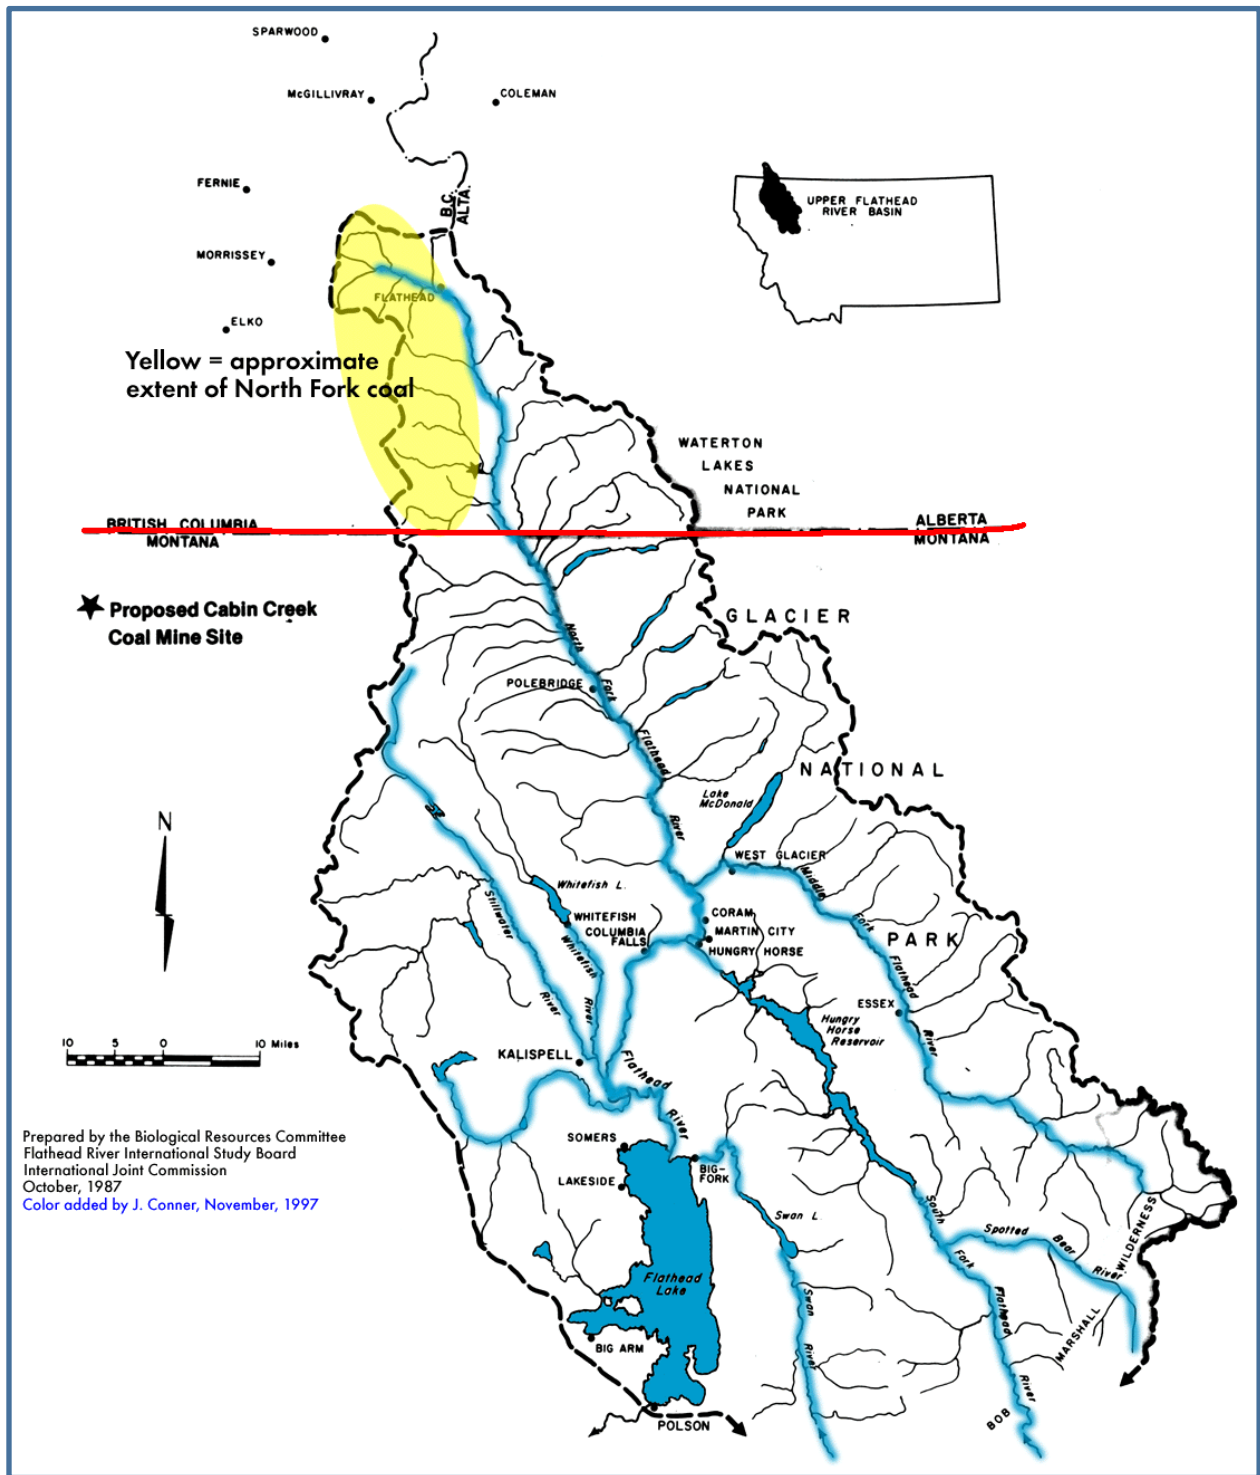 SPARWOOD
McGILLIVRAY
COLEMAN
FERNIE
B.C.
ALTA.
UPPER FLATHEAD
RIVER BASIN
MORRISSEY
FLATHEAD
ELKO
Yellow = approximate
extent of North Fork coal
WATERTON
LAKES
NATIONAL
PARK
BRITISH COLUMBIA
MONTANA
ALBERTA
MONTANA
Proposed Cabin Creek
Coal Mine Site
GLACIER
North
Fork
Flathead
River
POLEBRIDGE
NATIONAL
Lake
McDonald
N
WEST GLACIER
Middle
Fork
Flathead
River
Whitefish L.
WHITEFISH
COLUMBIA
FALLS
CORAM
MARTIN CITY
HUNGRY HORSE
PARK
Stillwater
River
Whitefish
River
ESSEX
Hungry
Horse
Reservoir
10 5 0 10 Miles
KALISPELL
Flathead
River
Prepared by the Biological Resources Committee
Flathead River International Study Board
International Joint Commission
October, 1987
Color added by J. Conner, November, 1997
SOMERS
LAKESIDE
BIG-
FORK
Swan L.
South
Fork
Flathead
River
Spotted
Bear
River
WILDERNESS
MARSHALL
BOB
Flathead
Lake
Swan
River
BIG ARM
POLSON